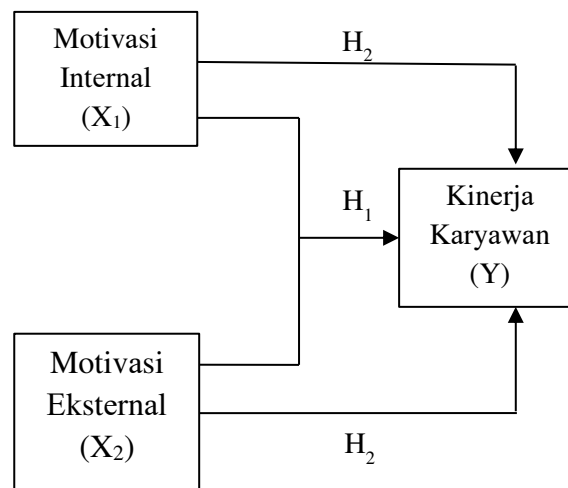 Motivasi
Internal
(X₁)
H₂
H₁
Kinerja
Karyawan
(Y)
Motivasi
Eksternal
(X₂)
H₂